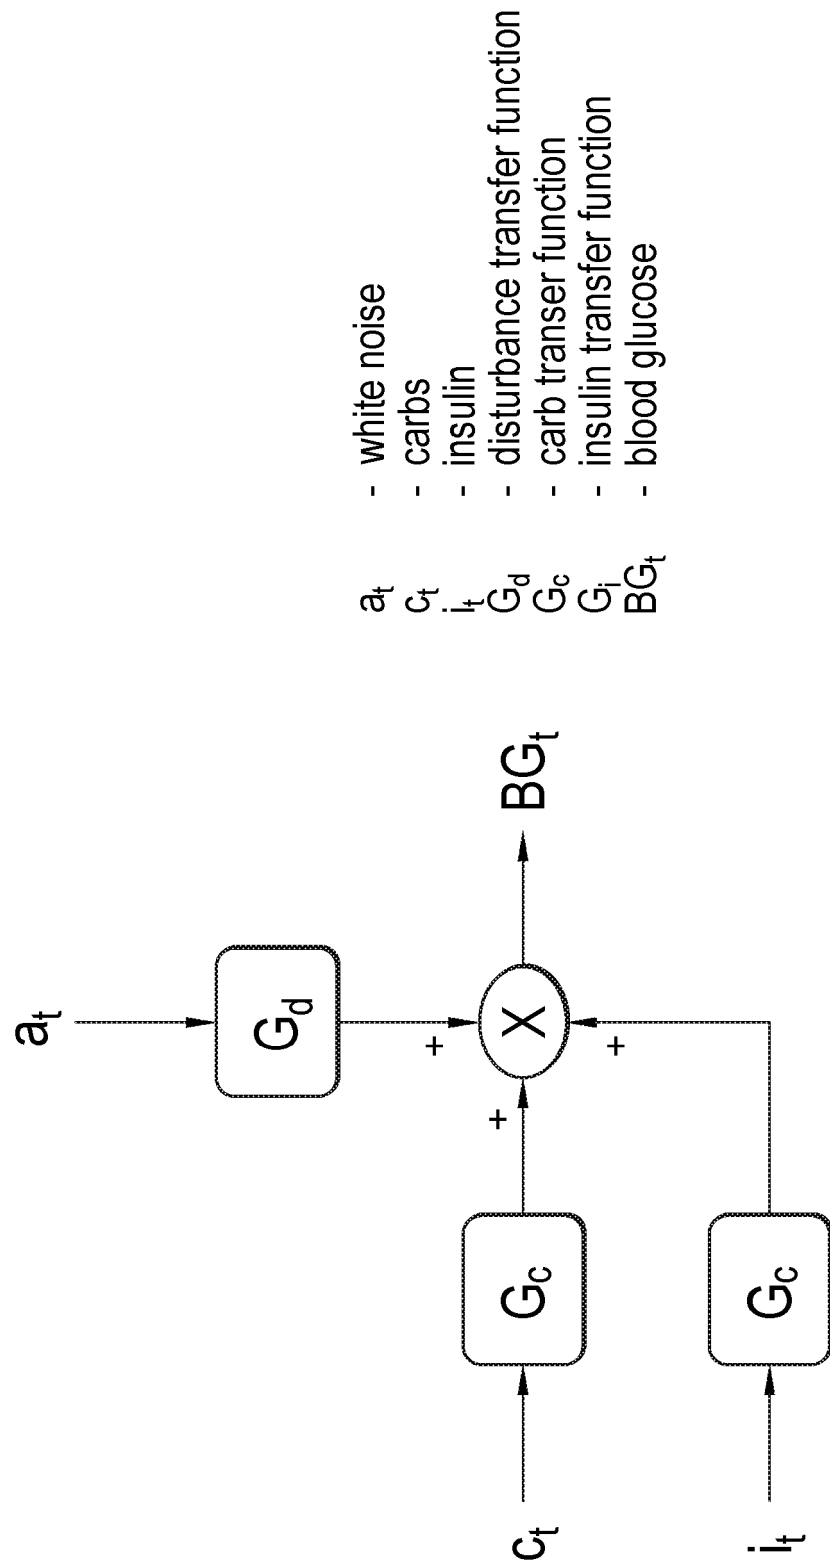 a_t
G_d
+
c_t
G_c
+
X
BG_t
+
i_t
G_c
a_t - white noise
c_t - carbs
i_t - insulin
G_d - disturbance transfer function
G_c - carb transer function
G_i - insulin transfer function
BG_t - blood glucose